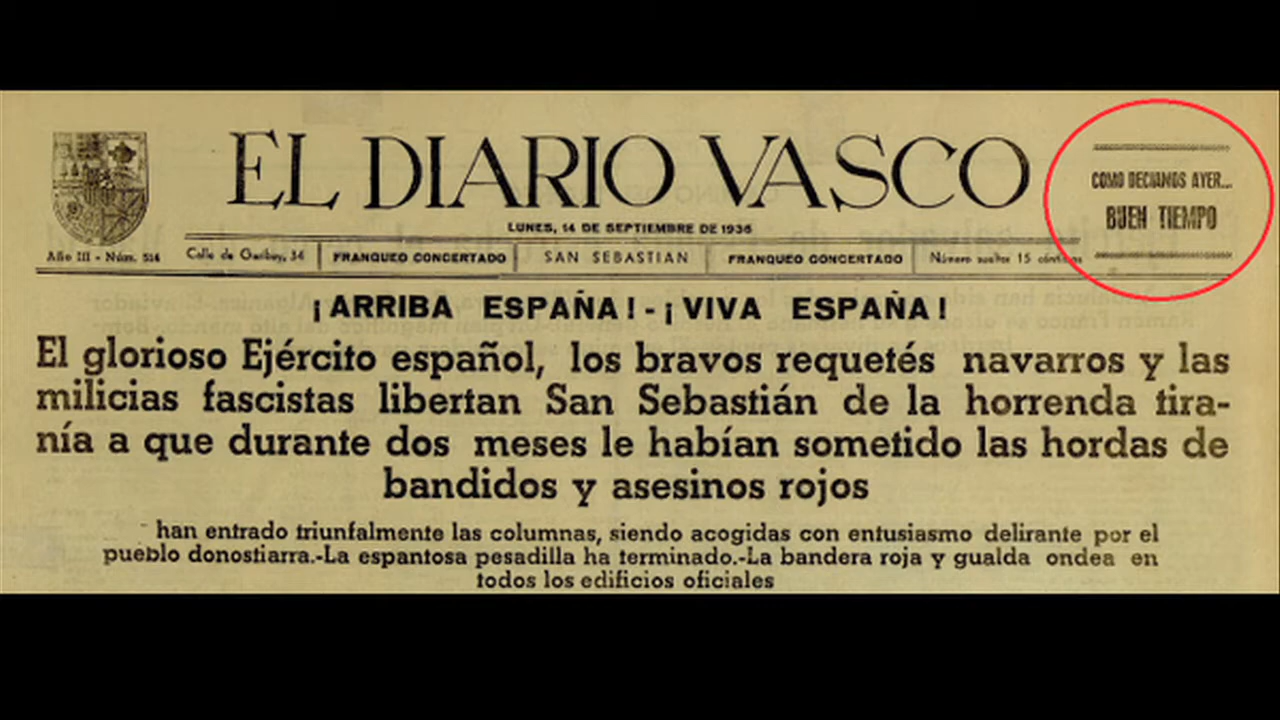 EL DIARIO VASCO
COMO DECIAMOS AYER...
BUEN TIEMPO
LUNES, 14 DE SEPTIEMBRE DE 1936
Año III - Núm. 514
Calle de Garibay, 34
FRANQUEO CONCERTADO
SAN SEBASTIAN
FRANQUEO CONCERTADO
Número suelto: 15 céntimos
¡ARRIBA ESPAÑA! - ¡VIVA ESPAÑA!
El glorioso Ejército español, los bravos requetés navarros y las
milicias fascistas libertan San Sebastián de la horrenda tira-
nía a que durante dos meses le habían sometido las hordas de
bandidos y asesinos rojos
han entrado triunfalmente las columnas, siendo acogidas con entusiasmo delirante por el
pueblo donostiarra.-La espantosa pesadilla ha terminado.-La bandera roja y gualda ondea en
todos los edificios oficiales